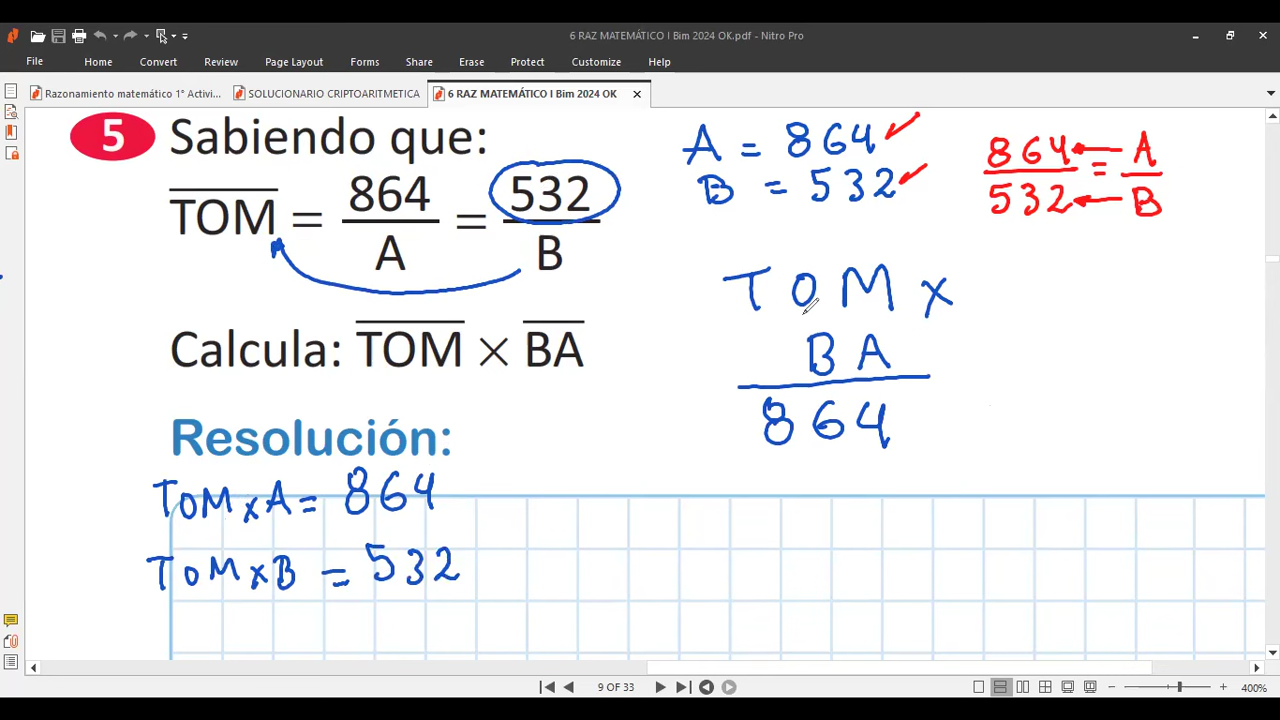 6 RAZ MATEMÁTICO I Bim 2024 OK.pdf - Nitro Pro
File Home Convert Review Page Layout Forms Share Erase Protect Customize Help
Razonamiento matemático 1° Activi... SOLUCIONARIO CRIPTOARITMETICA 6 RAZ MATEMÁTICO I Bim 2024 OK
5 Sabiendo que:
TOM = 864/A = 532/B
Calcula: TOM × BA
Resolución:
TOM x A = 864
TOM x B = 532
A = 864
B = 532
864/532 = A/B
TOM x
BA
864
9 OF 33
400%